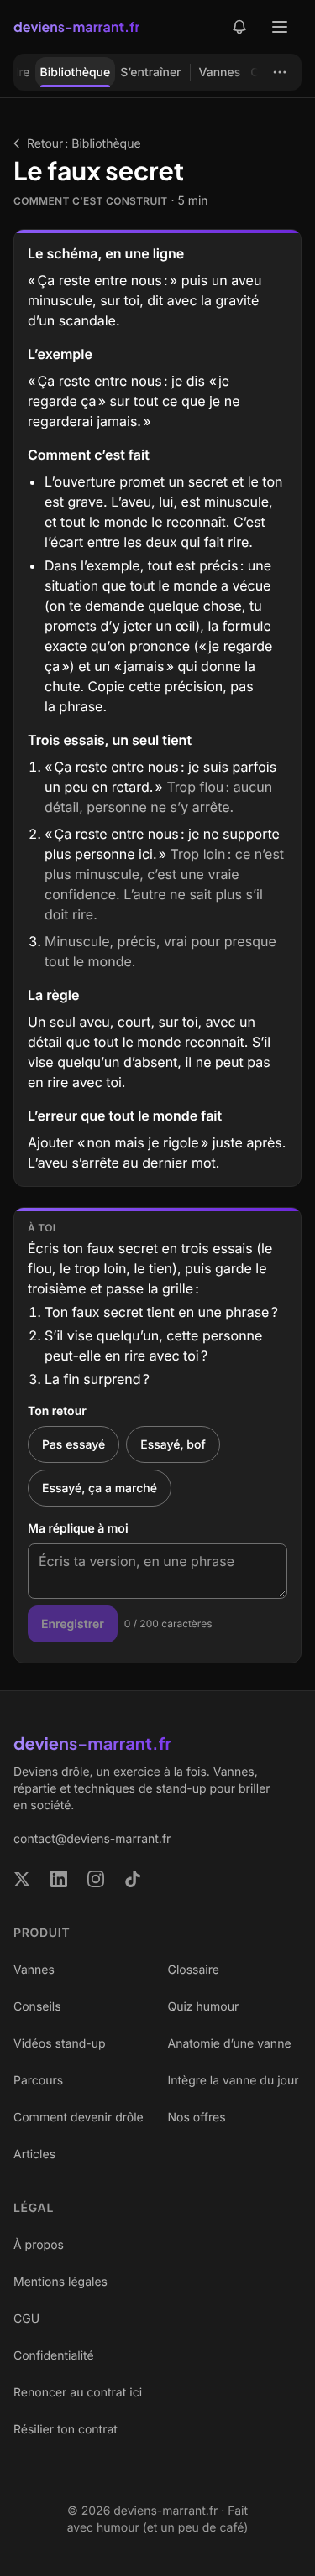 deviens-marrant.fr
re Bibliothèque S’entraîner Vannes
Retour : Bibliothèque
Le faux secret
COMMENT C’EST CONSTRUIT · 5 min
Le schéma, en une ligne
« Ça reste entre nous : » puis un aveu
minuscule, sur toi, dit avec la gravité
d’un scandale.
L’exemple
« Ça reste entre nous : je dis « je
regarde ça » sur tout ce que je ne
regarderai jamais. »
Comment c’est fait
• L’ouverture promet un secret et le ton
est grave. L’aveu, lui, est minuscule,
et tout le monde le reconnaît. C’est
l’écart entre les deux qui fait rire.
• Dans l’exemple, tout est précis : une
situation que tout le monde a vécue
(on te demande quelque chose, tu
promets d’y jeter un œil), la formule
exacte qu’on prononce (« je regarde
ça ») et un « jamais » qui donne la
chute. Copie cette précision, pas
la phrase.
Trois essais, un seul tient
1. « Ça reste entre nous : je suis parfois
un peu en retard. » Trop flou : aucun
détail, personne ne s’y arrête.
2. « Ça reste entre nous : je ne supporte
plus personne ici. » Trop loin : ce n’est
plus minuscule, c’est une vraie
confidence. L’autre ne sait plus s’il
doit rire.
3. Minuscule, précis, vrai pour presque
tout le monde.
La règle
Un seul aveu, court, sur toi, avec un
détail que tout le monde reconnaît. S’il
vise quelqu’un d’absent, il ne peut pas
en rire avec toi.
L’erreur que tout le monde fait
Ajouter « non mais je rigole » juste après.
L’aveu s’arrête au dernier mot.
À TOI
Écris ton faux secret en trois essais (le
flou, le trop loin, le tien), puis garde le
troisième et passe la grille :
1. Ton faux secret tient en une phrase ?
2. S’il vise quelqu’un, cette personne
peut-elle en rire avec toi ?
3. La fin surprend ?
Ton retour
Pas essayé Essayé, bof
Essayé, ça a marché
Ma réplique à moi
Écris ta version, en une phrase
Enregistrer 0 / 200 caractères
deviens-marrant.fr
Deviens drôle, un exercice à la fois. Vannes,
répartie et techniques de stand-up pour briller
en société.
contact@deviens-marrant.fr
PRODUIT
Vannes Glossaire
Conseils Quiz humour
Vidéos stand-up Anatomie d’une vanne
Parcours Intègre la vanne du jour
Comment devenir drôle Nos offres
Articles
LÉGAL
À propos
Mentions légales
CGU
Confidentialité
Renoncer au contrat ici
Résilier ton contrat
© 2026 deviens-marrant.fr · Fait
avec humour (et un peu de café)